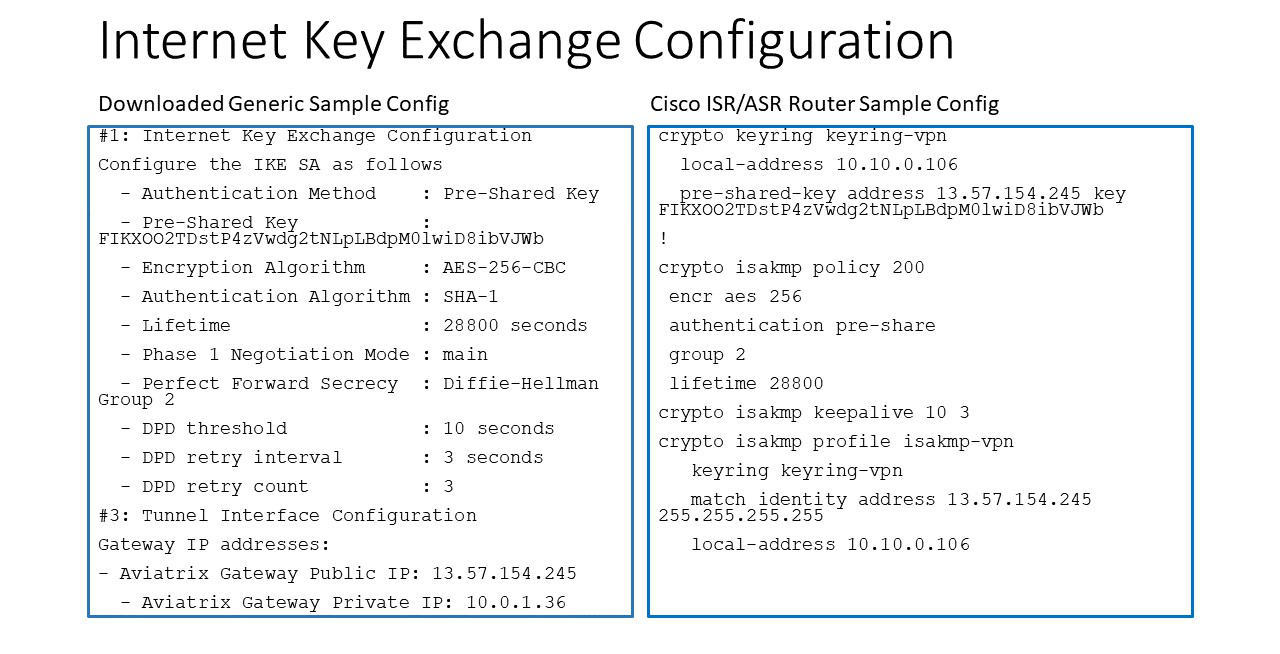 Internet Key Exchange Configuration
Downloaded Generic Sample Config
#1: Internet Key Exchange Configuration
Configure the IKE SA as follows
- Authentication Method : Pre-Shared Key
- Pre-Shared Key :
FIKXOO2TDstP4zVwdg2tNLpLBdpM0lwiD8ibVJWb
- Encryption Algorithm : AES-256-CBC
- Authentication Algorithm : SHA-1
- Lifetime : 28800 seconds
- Phase 1 Negotiation Mode : main
- Perfect Forward Secrecy : Diffie-Hellman
Group 2
- DPD threshold : 10 seconds
- DPD retry interval : 3 seconds
- DPD retry count : 3
#3: Tunnel Interface Configuration
Gateway IP addresses:
- Aviatrix Gateway Public IP: 13.57.154.245
- Aviatrix Gateway Private IP: 10.0.1.36
Cisco ISR/ASR Router Sample Config
crypto keyring keyring-vpn
local-address 10.10.0.106
pre-shared-key address 13.57.154.245 key
FIKXOO2TDstP4zVwdg2tNLpLBdpM0lwiD8ibVJWb
!
crypto isakmp policy 200
encr aes 256
authentication pre-share
group 2
lifetime 28800
crypto isakmp keepalive 10 3
crypto isakmp profile isakmp-vpn
keyring keyring-vpn
match identity address 13.57.154.245
255.255.255.255
local-address 10.10.0.106